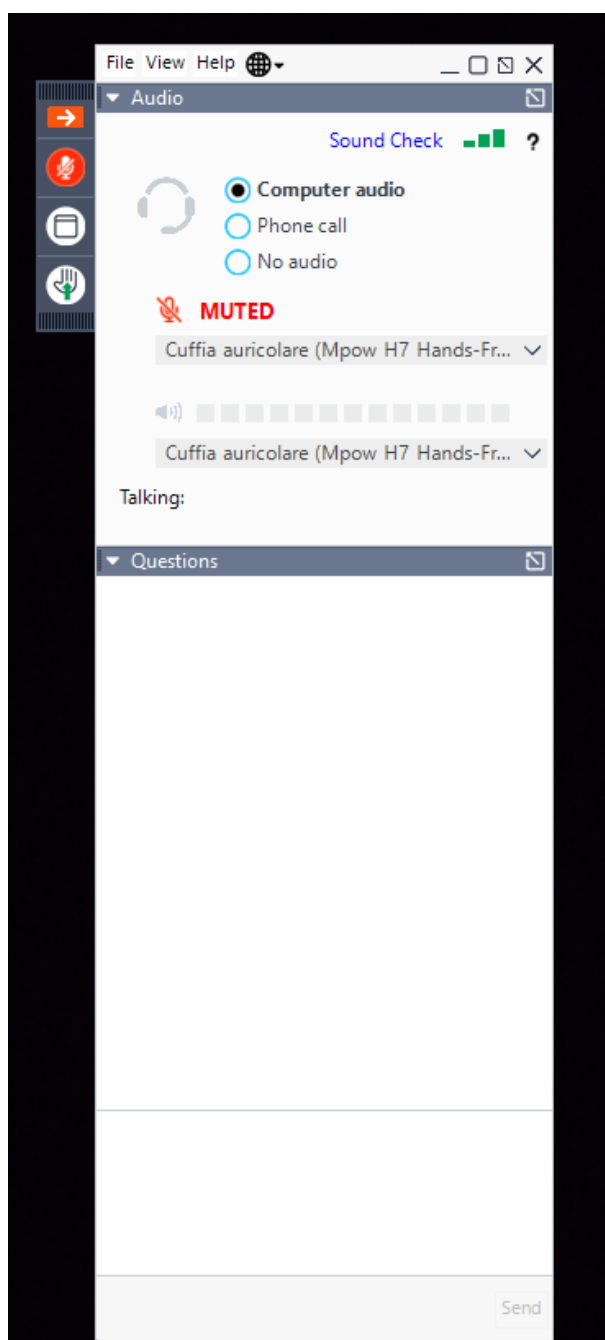 File View Help
Audio
Sound Check ?
Computer audio
Phone call
No audio
MUTED
Cuffia auricolare (Mpow H7 Hands-Fr...
Cuffia auricolare (Mpow H7 Hands-Fr...
Talking:
Questions
Send